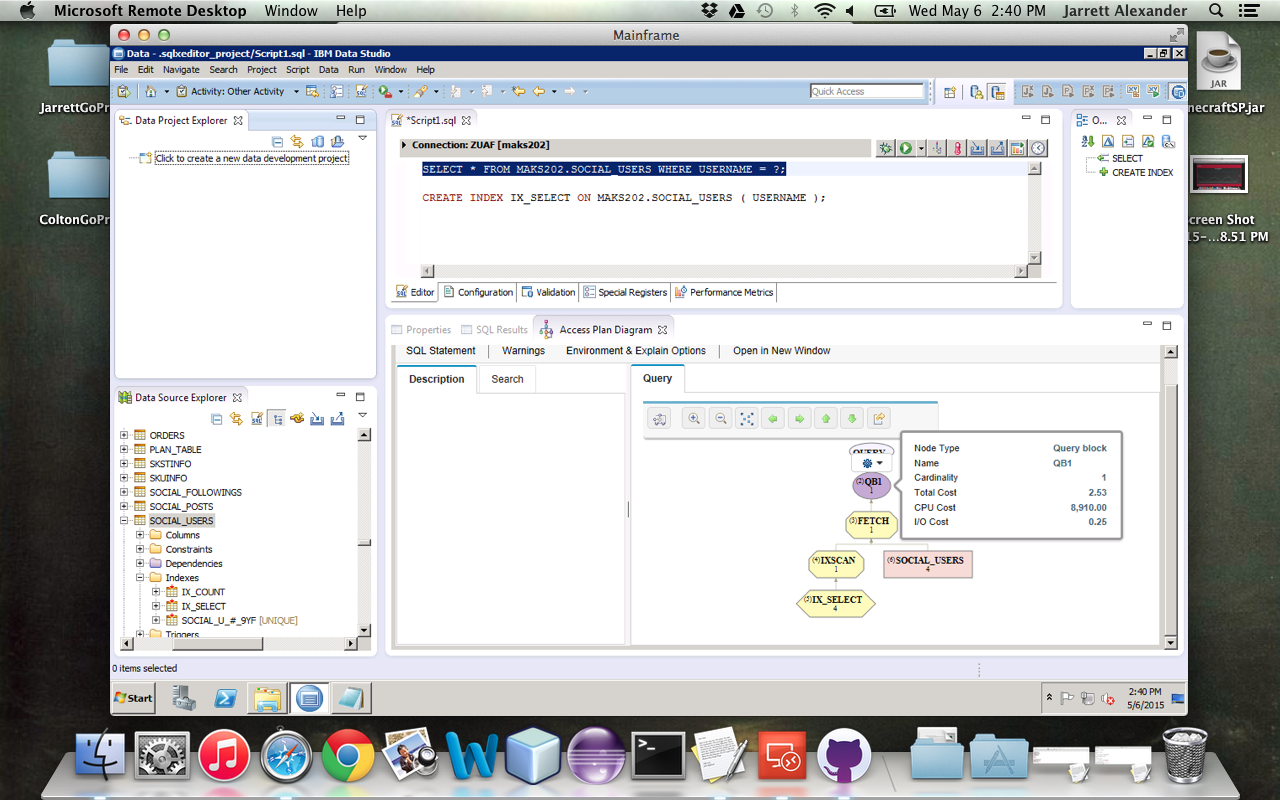 Microsoft Remote Desktop Window Help Wed May 6 2:40 PM Jarrett Alexander
Mainframe
Data - .sqlxeditor_project/Script1.sql - IBM Data Studio
File Edit Navigate Search Project Script Data Run Window Help
Activity: Other Activity Quick Access
JarrettGoPr
ColtonGoPr
JAR
necraftSP.jar
creen Shot
15-...8.51 PM
Data Project Explorer
Click to create a new data development project
*Script1.sql
Connection: ZUAF [maks202]
SELECT * FROM MAKS202.SOCIAL_USERS WHERE USERNAME = ?;
CREATE INDEX IX_SELECT ON MAKS202.SOCIAL_USERS ( USERNAME );
Editor Configuration Validation Special Registers Performance Metrics
O...
SELECT
CREATE INDEX
Properties SQL Results Access Plan Diagram
SQL Statement Warnings Environment & Explain Options Open in New Window
Description Search
Query
QUERY
(2)QB1
1
(3)FETCH
1
(4)IXSCAN
1
(6)SOCIAL_USERS
4
(5)IX_SELECT
4
Node Type Query block
Name QB1
Cardinality 1
Total Cost 2.53
CPU Cost 8,910.00
I/O Cost 0.25
Data Source Explorer
ORDERS
PLAN_TABLE
SKSTINFO
SKUINFO
SOCIAL_FOLLOWINGS
SOCIAL_POSTS
SOCIAL_USERS
Columns
Constraints
Dependencies
Indexes
IX_COUNT
IX_SELECT
SOCIAL_U_#_9YF [UNIQUE]
Triggers
0 items selected
Start
2:40 PM
5/6/2015